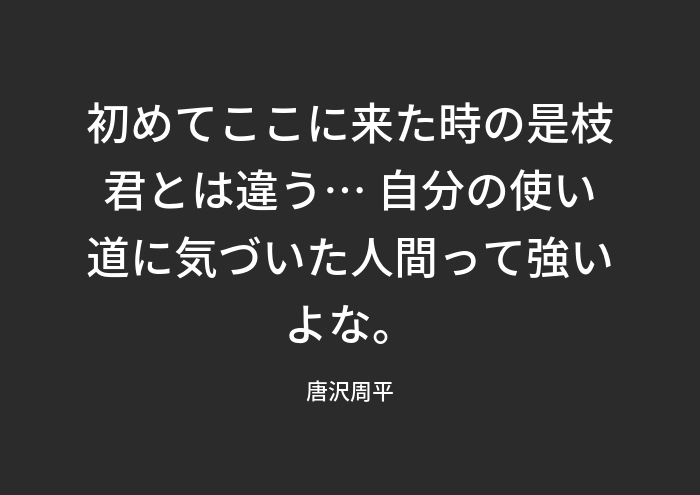 初めてここに来た時の是枝
君とは違う… 自分の使い
道に気づいた人間って強い
よな。
唐沢周平